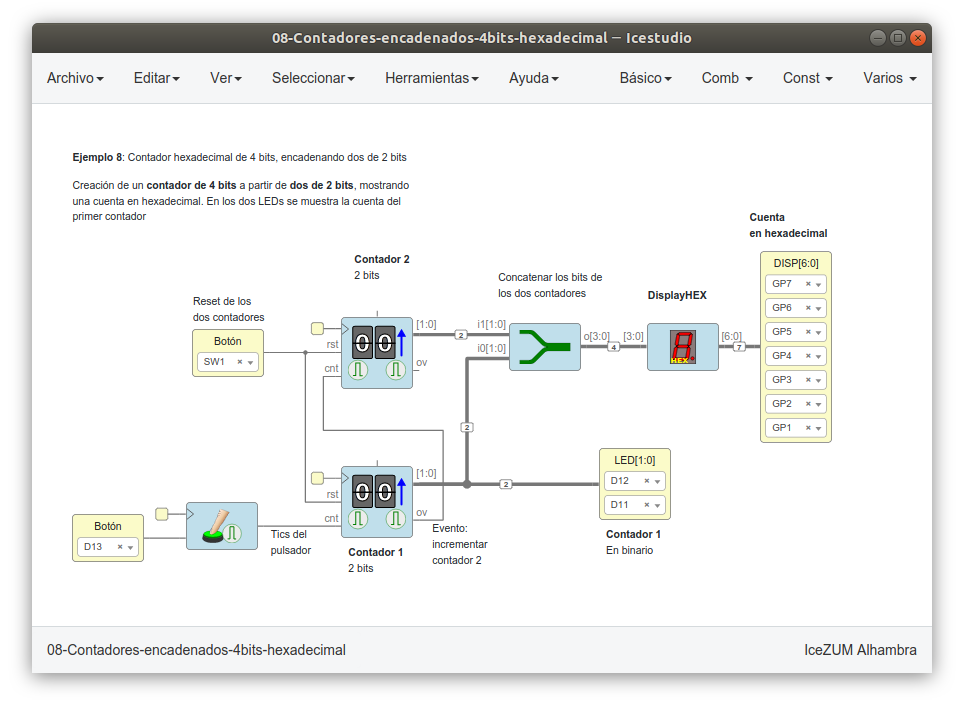 08-Contadores-encadenados-4bits-hexadecimal — Icestudio
Archivo Editar Ver Seleccionar Herramientas Ayuda Básico Comb Const Varios
Ejemplo 8: Contador hexadecimal de 4 bits, encadenando dos de 2 bits
Creación de un contador de 4 bits a partir de dos de 2 bits, mostrando
una cuenta en hexadecimal. En los dos LEDs se muestra la cuenta del
primer contador
Cuenta
en hexadecimal
DISP[6:0]
GP7
GP6
GP5
GP4
GP3
GP2
GP1
Contador 2
2 bits
Concatenar los bits de
los dos contadores
DisplayHEX
Reset de los
dos contadores
Botón
SW1
rst
cnt
00
[1:0]
ov
2
i1[1:0]
i0[1:0]
o[3:0]
4
[3:0]
8.
HEX
[6:0]
7
2
rst
cnt
00
[1:0]
ov
2
LED[1:0]
D12
D11
Contador 1
En binario
Botón
D13
Tics del
pulsador
Contador 1
2 bits
Evento:
incrementar
contador 2
08-Contadores-encadenados-4bits-hexadecimal
IceZUM Alhambra